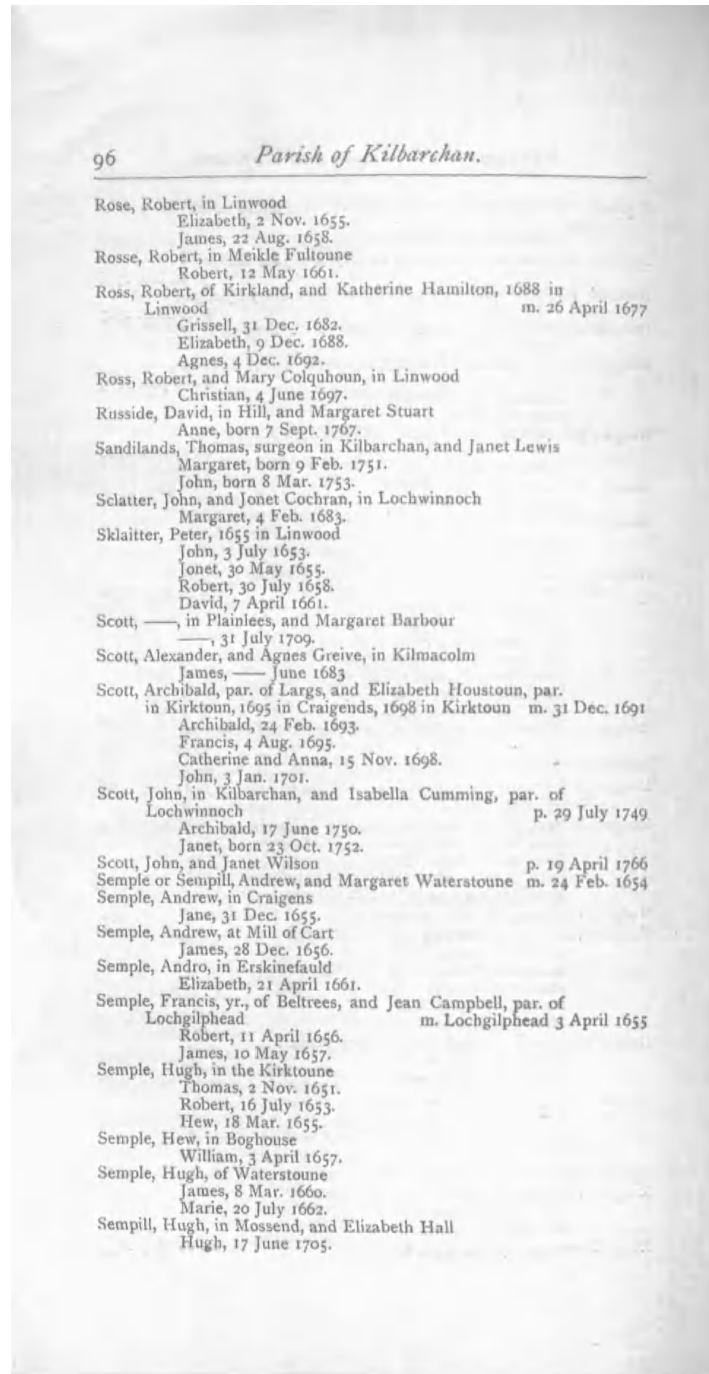 96 Parish of Kilbarchan.
Rose, Robert, in Linwood
Elizabeth, 2 Nov. 1655.
James, 22 Aug. 1658.
Rosse, Robert, in Meikle Fultoune
Robert, 12 May 1661.
Ross, Robert, of Kirkland, and Katherine Hamilton, 1688 in
Linwood m. 26 April 1677
Grissell, 31 Dec. 1682.
Elizabeth, 9 Dec. 1688.
Agnes, 4 Dec. 1692.
Ross, Robert, and Mary Colquhoun, in Linwood
Christian, 4 June 1697.
Russide, David, in Hill, and Margaret Stuart
Anne, born 7 Sept. 1767.
Sandilands, Thomas, surgeon in Kilbarchan, and Janet Lewis
Margaret, born 9 Feb. 1751.
John, born 8 Mar. 1753.
Sclatter, John, and Jonet Cochran, in Lochwinnoch
Margaret, 4 Feb. 1683.
Sklaitter, Peter, 1655 in Linwood
John, 3 July 1653.
Jonet, 30 May 1655.
Robert, 30 July 1658.
David, 7 April 1661.
Scott, ——, in Plainlees, and Margaret Barbour
——, 31 July 1709.
Scott, Alexander, and Agnes Greive, in Kilmacolm
James, —— June 1683
Scott, Archibald, par. of Largs, and Elizabeth Houstoun, par.
in Kirktoun, 1695 in Craigends, 1698 in Kirktoun m. 31 Dec. 1691
Archibald, 24 Feb. 1693.
Francis, 4 Aug. 1695.
Catherine and Anna, 15 Nov. 1698.
John, 3 Jan. 1701.
Scott, John, in Kilbarchan, and Isabella Cumming, par. of
Lochwinnoch p. 29 July 1749
Archibald, 17 June 1750.
Janet, born 23 Oct. 1752.
Scott, John, and Janet Wilson p. 19 April 1766
Semple or Sempill, Andrew, and Margaret Waterstoune m. 24 Feb. 1654
Semple, Andrew, in Craigens
Jane, 31 Dec. 1655.
Semple, Andrew, at Mill of Cart
James, 28 Dec. 1656.
Semple, Andro, in Erskinefauld
Elizabeth, 21 April 1661.
Semple, Francis, yr., of Beltrees, and Jean Campbell, par. of
Lochgilphead m. Lochgilphead 3 April 1655
Robert, 11 April 1656.
James, 10 May 1657.
Semple, Hugh, in the Kirktoune
Thomas, 2 Nov. 1651.
Robert, 16 July 1653.
Hew, 18 Mar. 1655.
Semple, Hew, in Boghouse
William, 3 April 1657.
Semple, Hugh, of Waterstoune
James, 8 Mar. 1660.
Marie, 20 July 1662.
Sempill, Hugh, in Mossend, and Elizabeth Hall
Hugh, 17 June 1705.